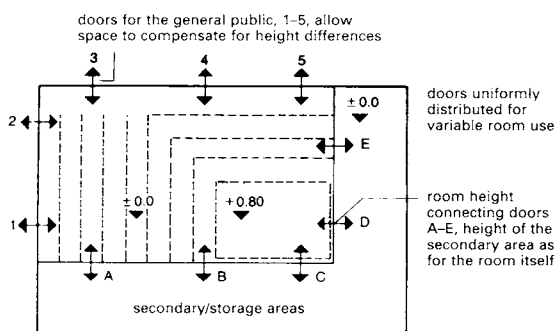 doors for the general public, 1–5, allow
space to compensate for height differences
3
4
5
doors uniformly
distributed for
variable room use
± 0.0
2
E
± 0.0
+ 0.80
room height
connecting doors
A–E, height of the
secondary area as
for the room itself
1
D
A
B
C
secondary/storage areas